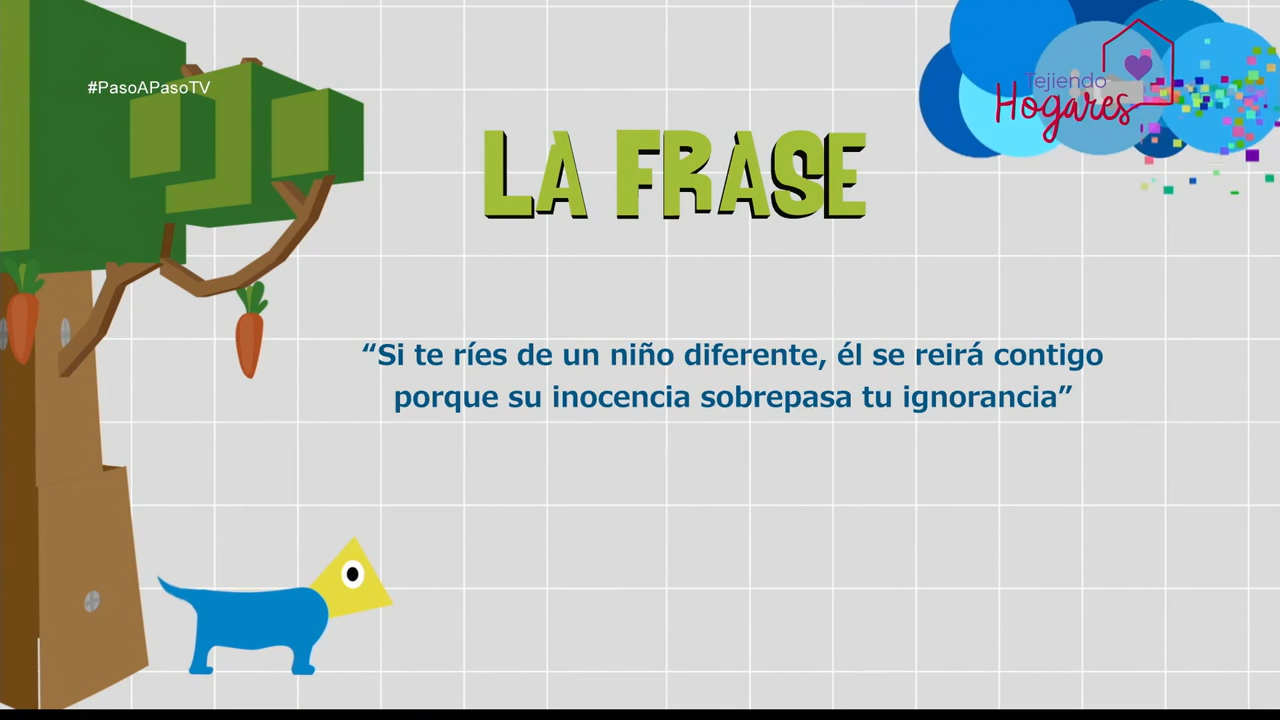 #PasoAPasoTV
Tejiendo
Hogares
LA FRASE
“Si te ríes de un niño diferente, él se reirá contigo
porque su inocencia sobrepasa tu ignorancia”